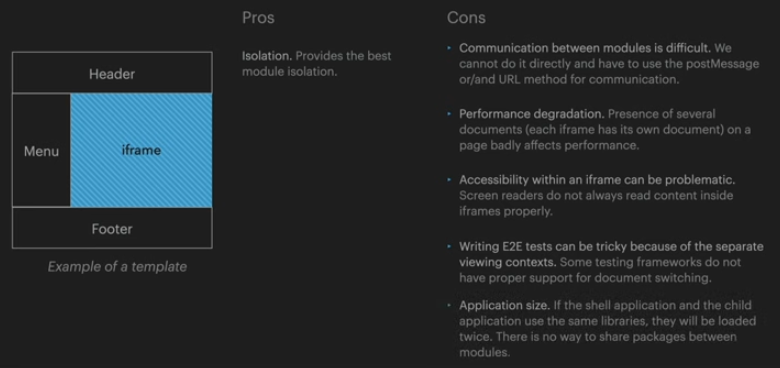 Pros
Cons
Header
Menu
iframe
Footer
Example of a template
Isolation. Provides the best
module isolation.
‣ Communication between modules is difficult. We
cannot do it directly and have to use the postMessage
or/and URL method for communication.
‣ Performance degradation. Presence of several
documents (each iframe has its own document) on a
page badly affects performance.
‣ Accessibility within an iframe can be problematic.
Screen readers do not always read content inside
iframes properly.
‣ Writing E2E tests can be tricky because of the separate
viewing contexts. Some testing frameworks do not
have proper support for document switching.
‣ Application size. If the shell application and the child
application use the same libraries, they will be loaded
twice. There is no way to share packages between
modules.